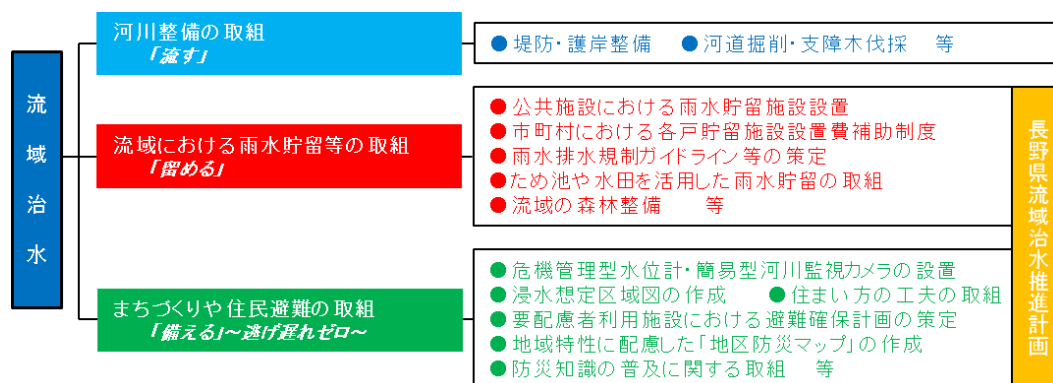 流域治水
河川整備の取組
「流す」
●堤防・護岸整備　●河道掘削・支障木伐採　等
流域における雨水貯留等の取組
「留める」
●公共施設における雨水貯留施設設置
●市町村における各戸貯留施設設置費補助制度
●雨水排水規制ガイドライン等の策定
●ため池や水田を活用した雨水貯留の取組
●流域の森林整備　等
まちづくりや住民避難の取組
「備える」～逃げ遅れゼロ～
●危機管理型水位計・簡易型河川監視カメラの設置
●浸水想定区域図の作成　●住まい方の工夫の取組
●要配慮者利用施設における避難確保計画の策定
●地域特性に配慮した「地区防災マップ」の作成
●防災知識の普及に関する取組　等
長野県流域治水推進計画